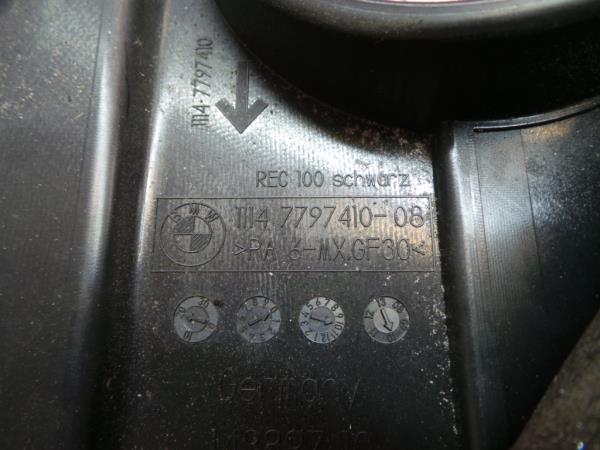 1114-7797410
REC 100 schwarz
BMW
1114 7797410-08
>PA 6-MX.GF30<
Germany